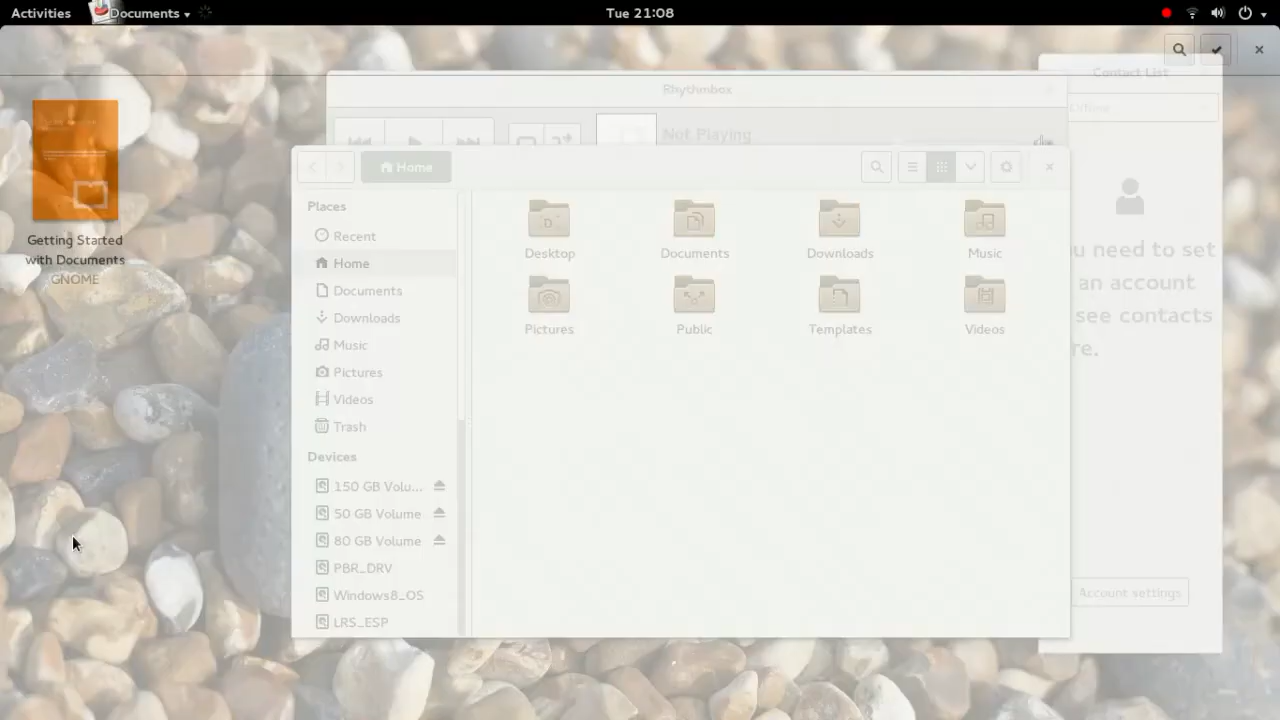 Activities
Documents
Tue 21:08
Contact List
Rhythmbox
Not Playing
Home
Getting Started
with Documents
GNOME
Places
Recent
Home
Documents
Downloads
Music
Pictures
Videos
Trash
Devices
150 GB Volu...
50 GB Volume
80 GB Volume
PBR_DRV
Windows8_OS
LRS_ESP
Desktop
Documents
Downloads
Music
Pictures
Public
Templates
Videos
u need to set
an account
see contacts
re.
Account settings